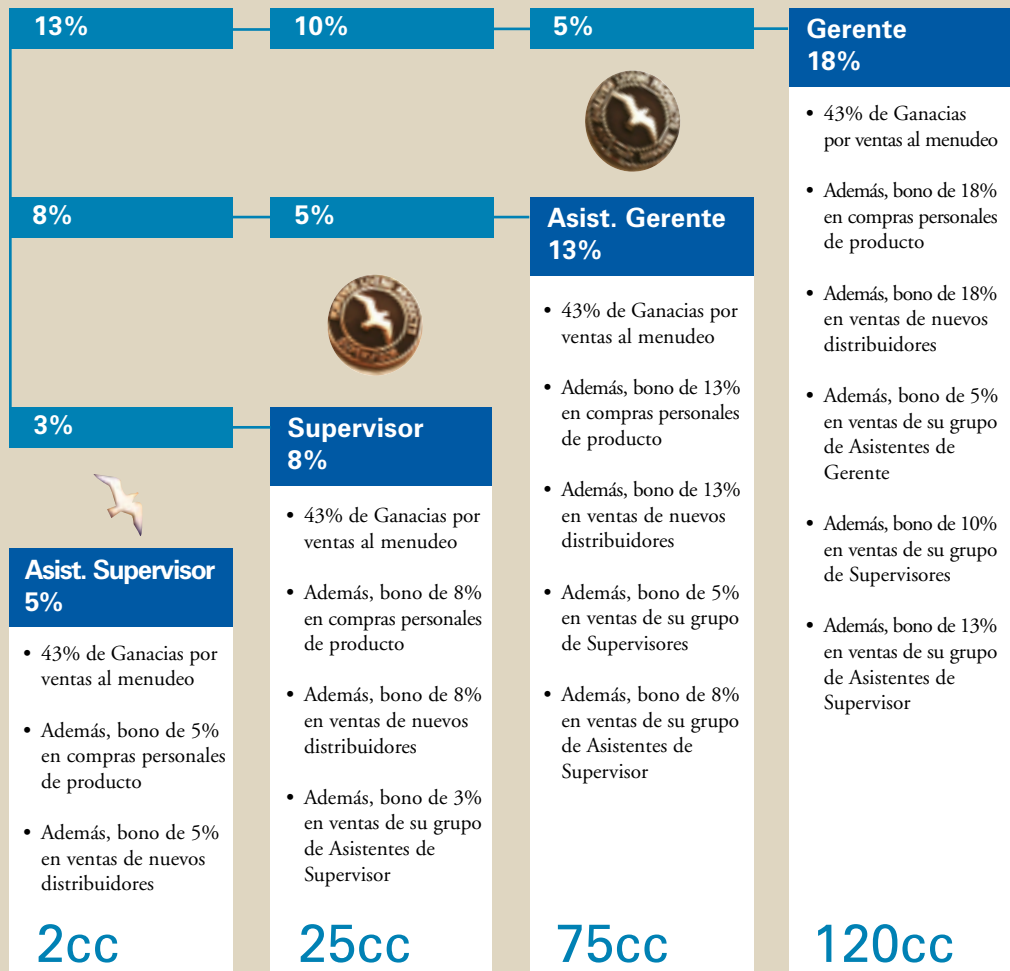 13%
10%
5%
Gerente
18%
• 43% de Ganacias
por ventas al menudeo
• Además, bono de 18%
en compras personales
de producto
• Además, bono de 18%
en ventas de nuevos
distribuidores
• Además, bono de 5%
en ventas de su grupo
de Asistentes de
Gerente
• Además, bono de 10%
en ventas de su grupo
de Supervisores
• Además, bono de 13%
en ventas de su grupo
de Asistentes de
Supervisor
120cc
8%
5%
Asist. Gerente
13%
• 43% de Ganacias por
ventas al menudeo
• Además, bono de 13%
en compras personales
de producto
• Además, bono de 13%
en ventas de nuevos
distribuidores
• Además, bono de 5%
en ventas de su grupo
de Supervisores
• Además, bono de 8%
en ventas de su grupo
de Asistentes de
Supervisor
75cc
3%
Supervisor
8%
• 43% de Ganacias por
ventas al menudeo
• Además, bono de 8%
en compras personales
de producto
• Además, bono de 8%
en ventas de nuevos
distribuidores
• Además, bono de 3%
en ventas de su grupo
de Asistentes de
Supervisor
25cc
Asist. Supervisor
5%
• 43% de Ganacias por
ventas al menudeo
• Además, bono de 5%
en compras personales
de producto
• Además, bono de 5%
en ventas de nuevos
distribuidores
2cc